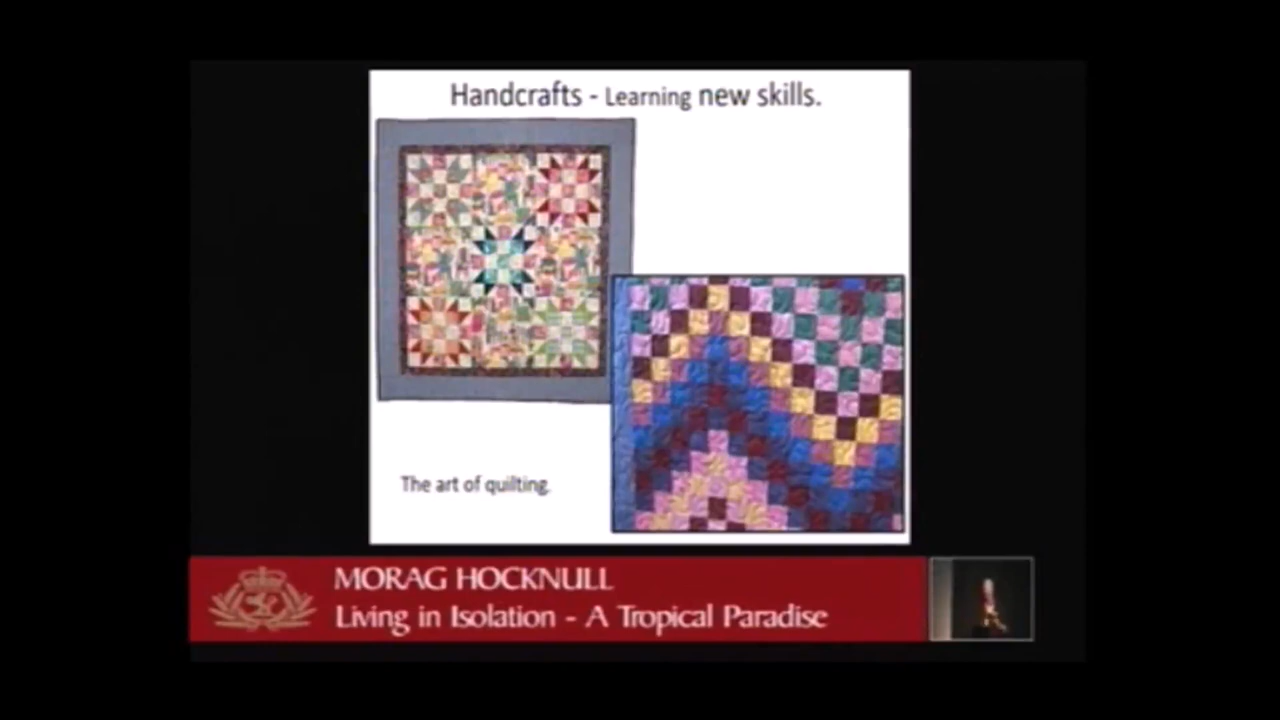 Handcrafts - Learning new skills.
The art of quilting.
MORAG HOCKNULL
Living in Isolation - A Tropical Paradise